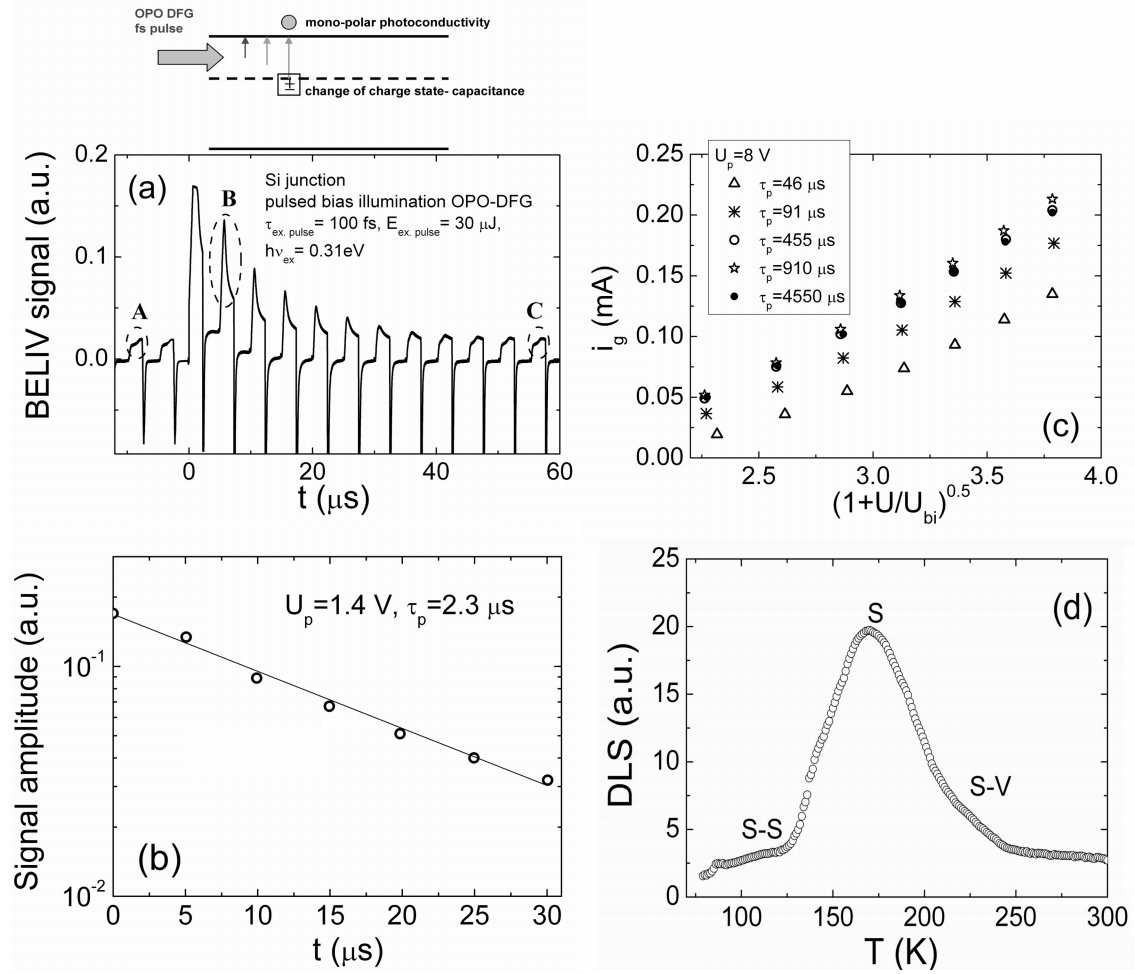 OPO DFG
fs pulse
mono-polar photoconductivity
±
change of charge state- capacitance
(a)
Si junction
pulsed bias illumination OPO-DFG
τex. pulse= 100 fs, Eex. pulse= 30 μJ,
hνex= 0.31eV
A
B
C
0.2
0.1
0.0
BELIV signal (a.u.)
0 10 20 30 40 50 60
t (μs)
Up=8 V
τp=46 μs
τp=91 μs
τp=455 μs
τp=910 μs
τp=4550 μs
(c)
0.25
0.20
0.15
0.10
0.05
0.00
ig (mA)
2.5 3.0 3.5 4.0
(1+U/Ubi)0.5
Up=1.4 V, τp=2.3 μs
(b)
10-1
10-2
Signal amplitude (a.u.)
0 5 10 15 20 25 30
t (μs)
(d)
S
S-S
S-V
25
20
15
10
5
0
DLS (a.u.)
100 150 200 250 300
T (K)